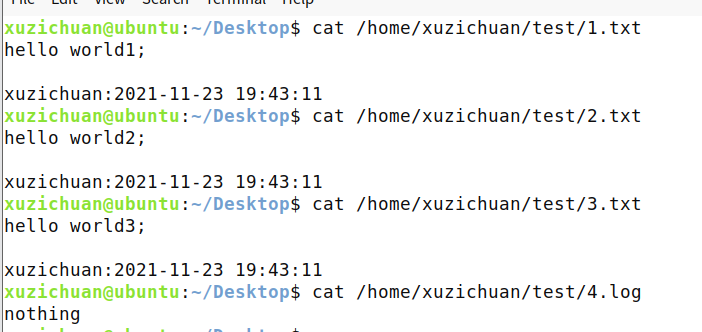 File Edit View Search Terminal Help
xuzichuan@ubuntu:~/Desktop$ cat /home/xuzichuan/test/1.txt
hello world1;
xuzichuan:2021-11-23 19:43:11
xuzichuan@ubuntu:~/Desktop$ cat /home/xuzichuan/test/2.txt
hello world2;
xuzichuan:2021-11-23 19:43:11
xuzichuan@ubuntu:~/Desktop$ cat /home/xuzichuan/test/3.txt
hello world3;
xuzichuan:2021-11-23 19:43:11
xuzichuan@ubuntu:~/Desktop$ cat /home/xuzichuan/test/4.log
nothing